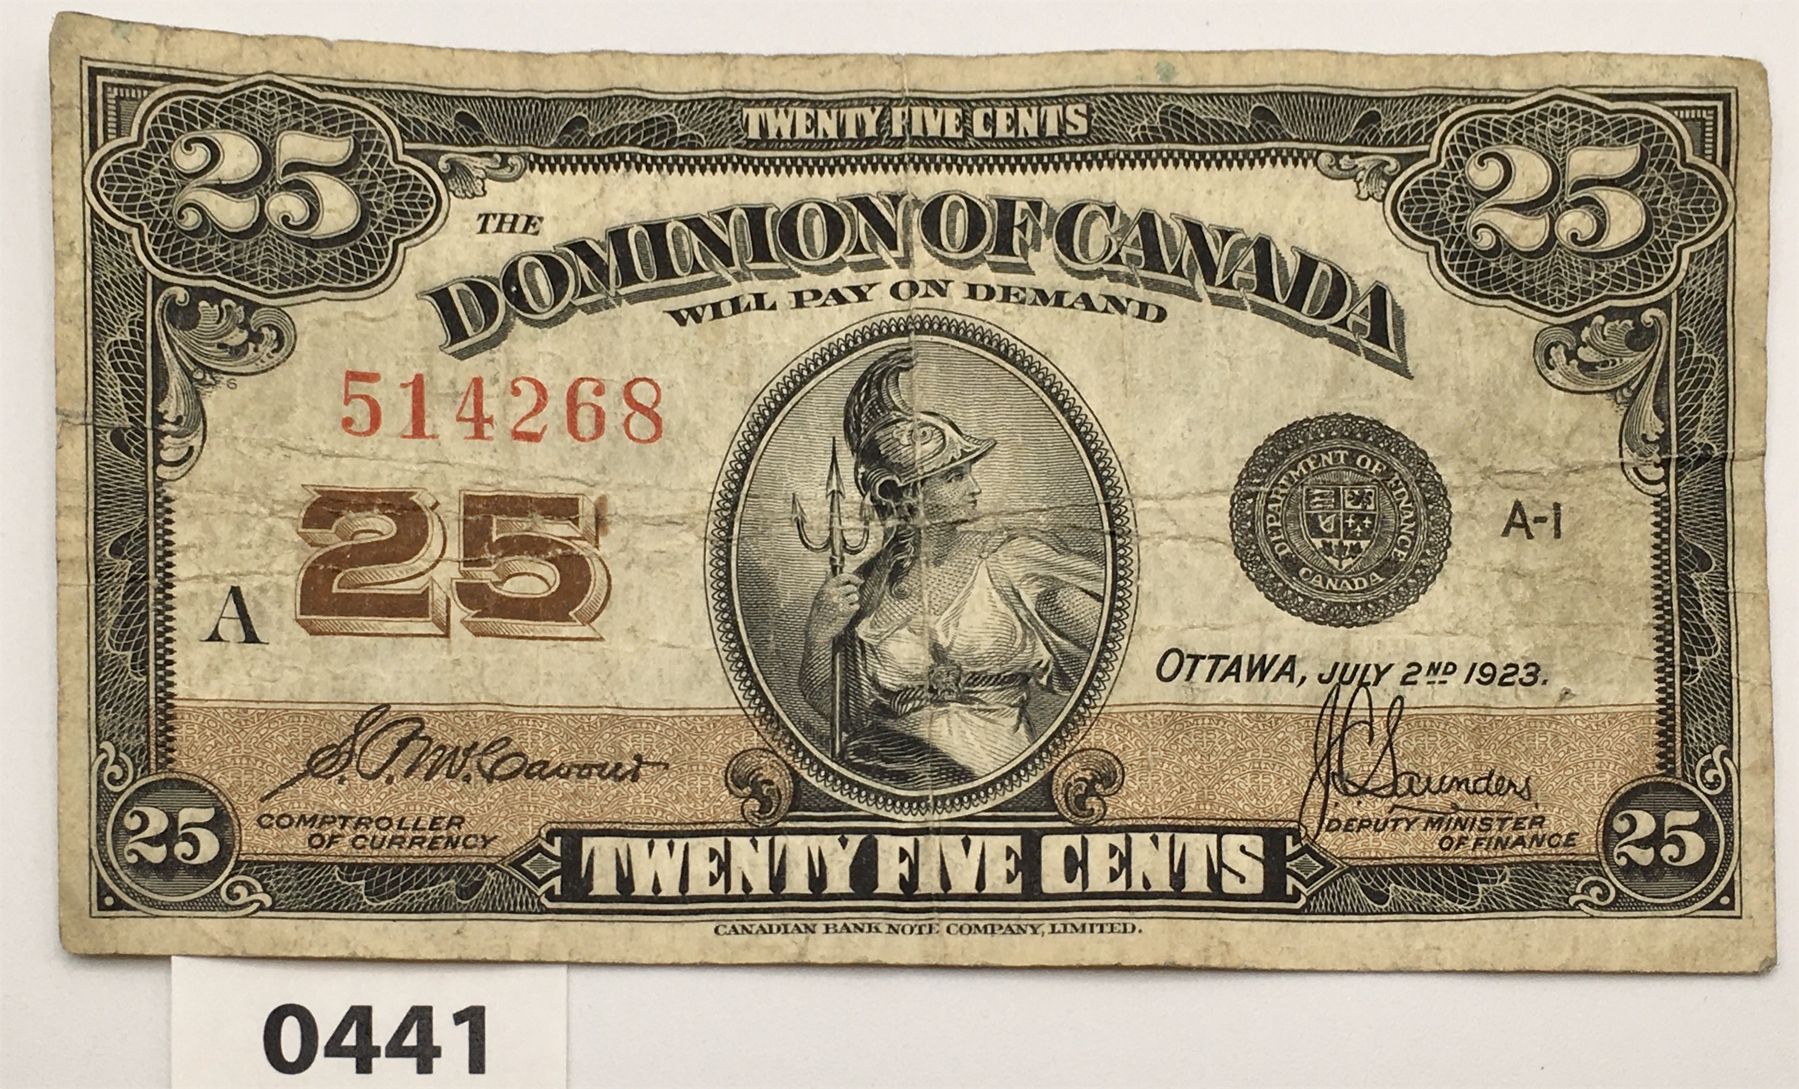 TWENTY FIVE CENTS
25 25
THE
DOMINION OF CANADA
WILL PAY ON DEMAND
514268
25
A
DEPARTMENT OF FINANCE
CANADA
A-1
OTTAWA, JULY 2ND 1923.
COMPTROLLER
OF CURRENCY
J.C. Saunders
DEPUTY MINISTER
OF FINANCE
25 TWENTY FIVE CENTS 25
CANADIAN BANK NOTE COMPANY, LIMITED.
0441